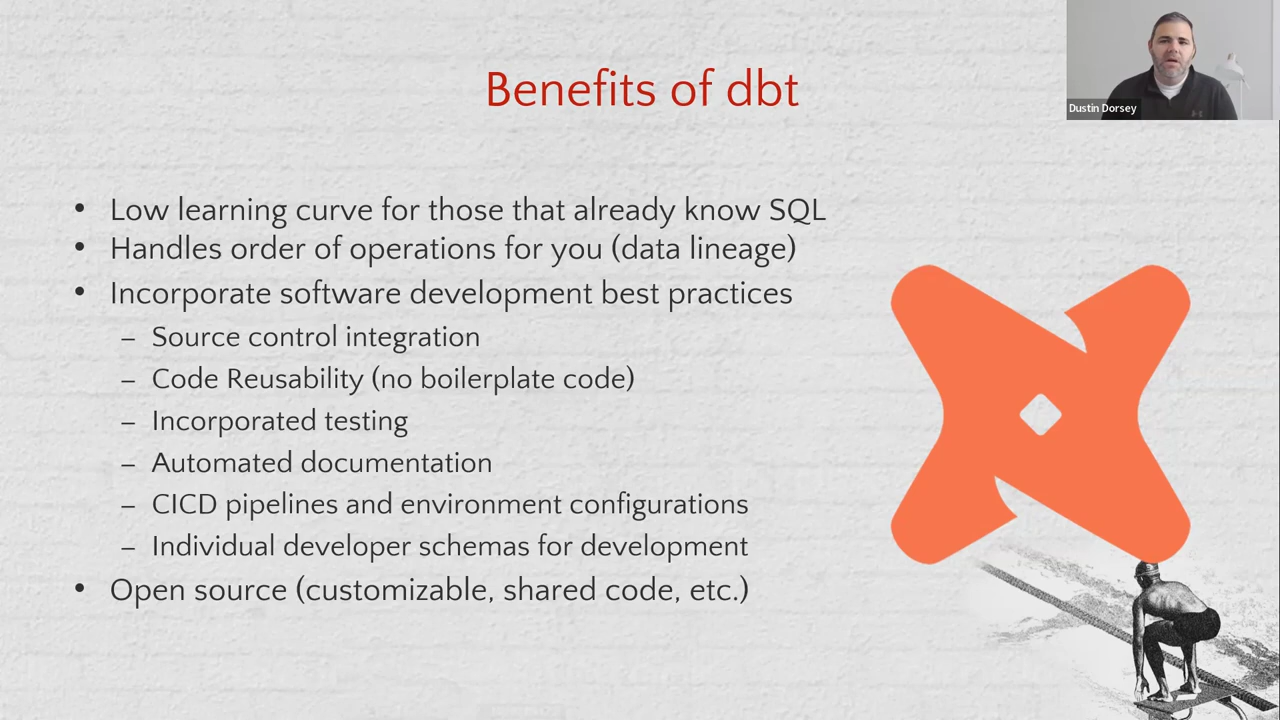 Benefits of dbt
Dustin Dorsey
• Low learning curve for those that already know SQL
• Handles order of operations for you (data lineage)
• Incorporate software development best practices
– Source control integration
– Code Reusability (no boilerplate code)
– Incorporated testing
– Automated documentation
– CICD pipelines and environment configurations
– Individual developer schemas for development
• Open source (customizable, shared code, etc.)